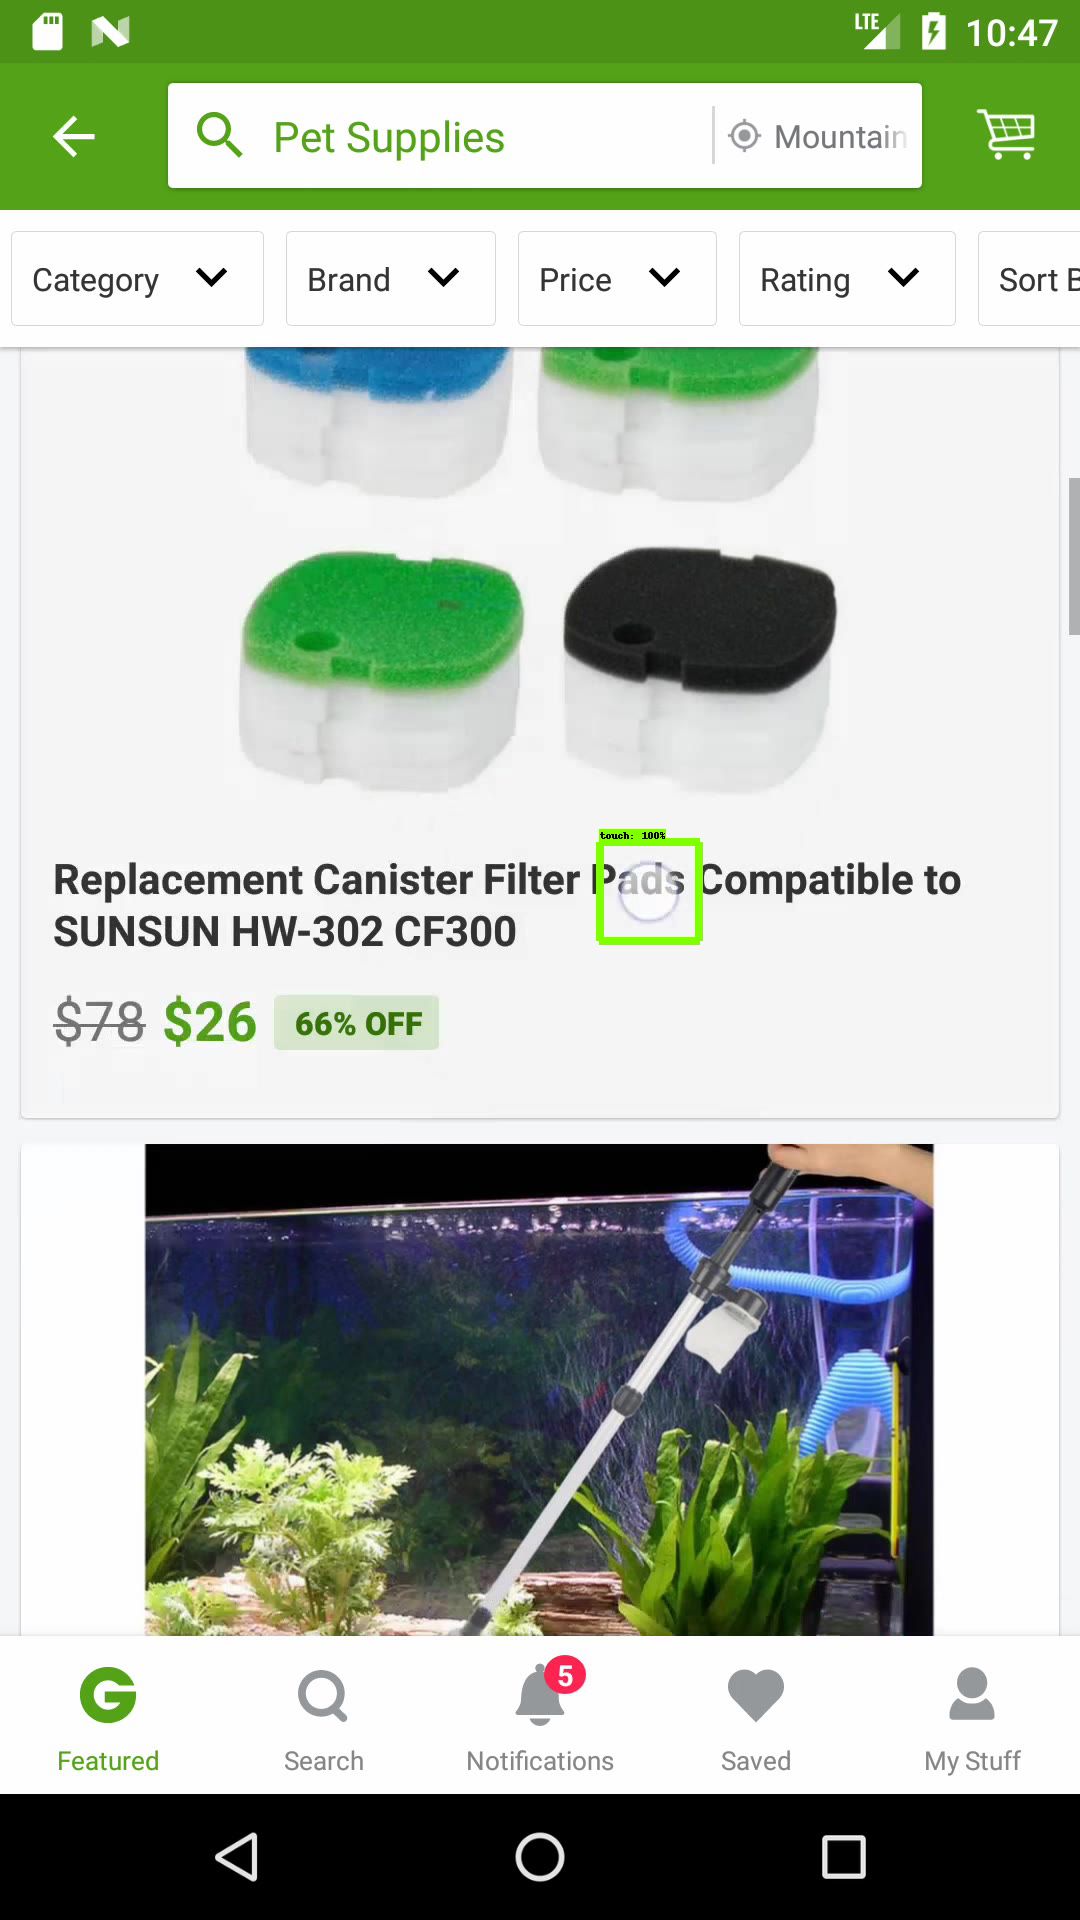 LTE 10:47
Pet Supplies Mountain
Category Brand Price Rating Sort B
touch: 100%
Replacement Canister Filter Pads Compatible to
SUNSUN HW-302 CF300
$78 $26 66% OFF
5
Featured Search Notifications Saved My Stuff